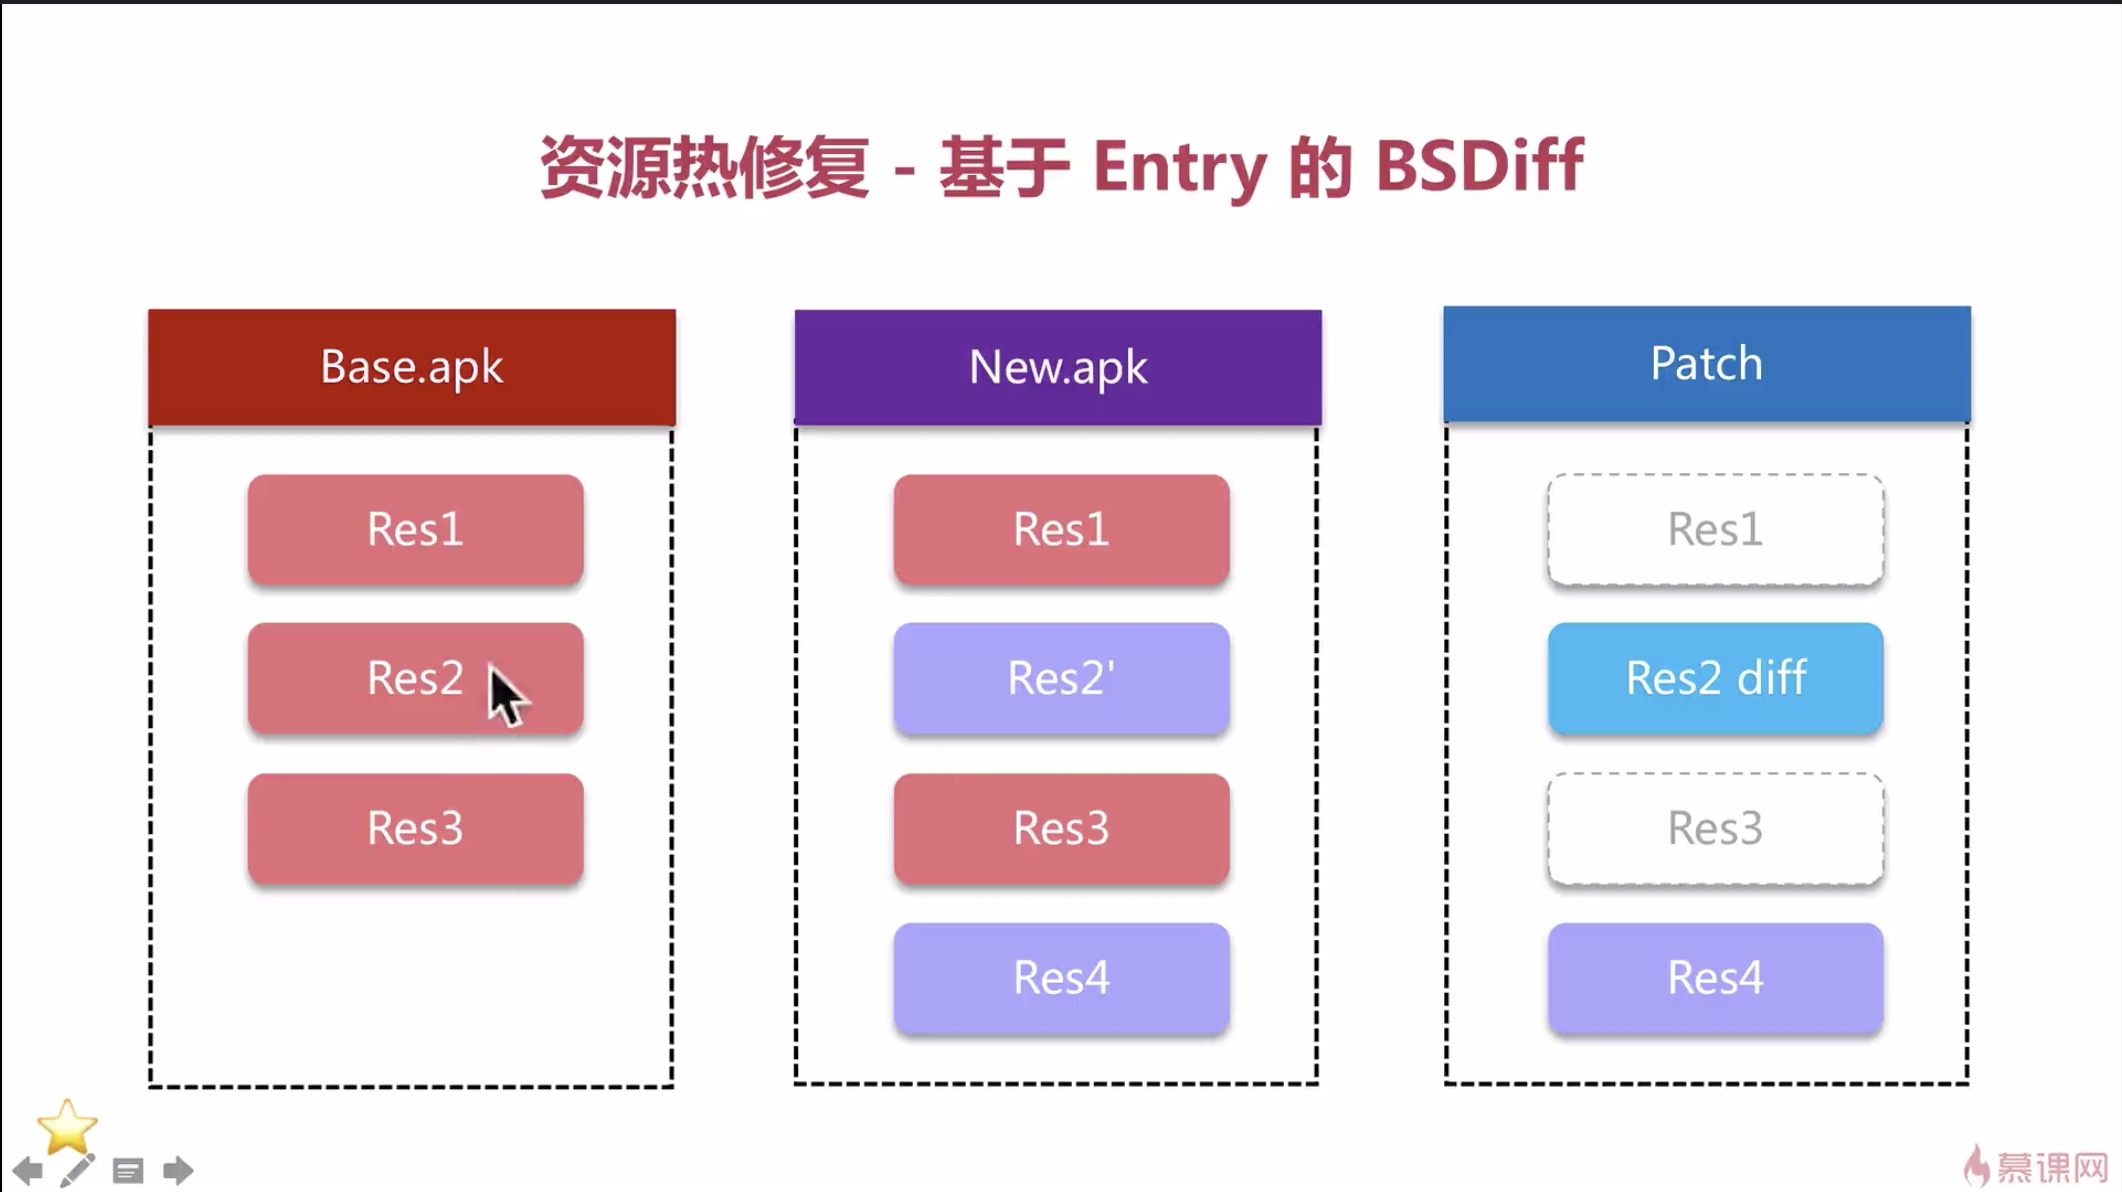 资源热修复 - 基于 Entry 的 BSDiff
Base.apk
Res1
Res2
Res3
New.apk
Res1
Res2'
Res3
Res4
Patch
Res1
Res2 diff
Res3
Res4
慕课网